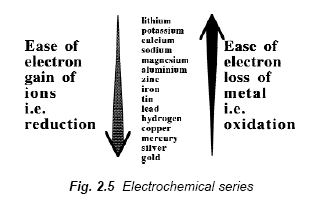 Ease of
electron
gain of
ions
i.e.
reduction
lithium
potassium
calcium
sodium
magnesium
aluminium
zinc
iron
tin
lead
hydrogen
copper
mercury
silver
gold
Ease of
electron
loss of
metal
i.e.
oxidation
Fig. 2.5 Electrochemical series